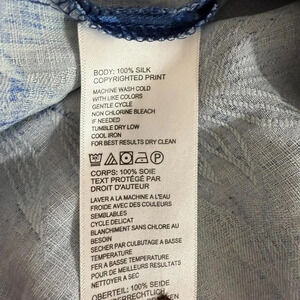 BODY: 100% SILK
COPYRIGHTED PRINT
MACHINE WASH COLD
WITH LIKE COLORS
GENTLE CYCLE
NON CHLORINE BLEACH
IF NEEDED
TUMBLE DRY LOW
COOL IRON
FOR BEST RESULTS DRY CLEAN
CORPS: 100% SOIE
TEXT PROTÉGÉ PAR
DROIT D'AUTEUR
LAVER A LA MACHINE A L'EAU
FROIDE AVEC DES COULEURS
SEMBLABLES
CYCLE DELICAT
BLANCHIMENT SANS CHLORE AU
BESOIN
SECHER PAR CULBUTAGE A BASSE
TEMPERATURE
FER A BASSE TEMPERATURE
POUR DE MEILLEURS RESULTATS
NETTOYER A SEC
OBERTEIL: 100% SEIDE